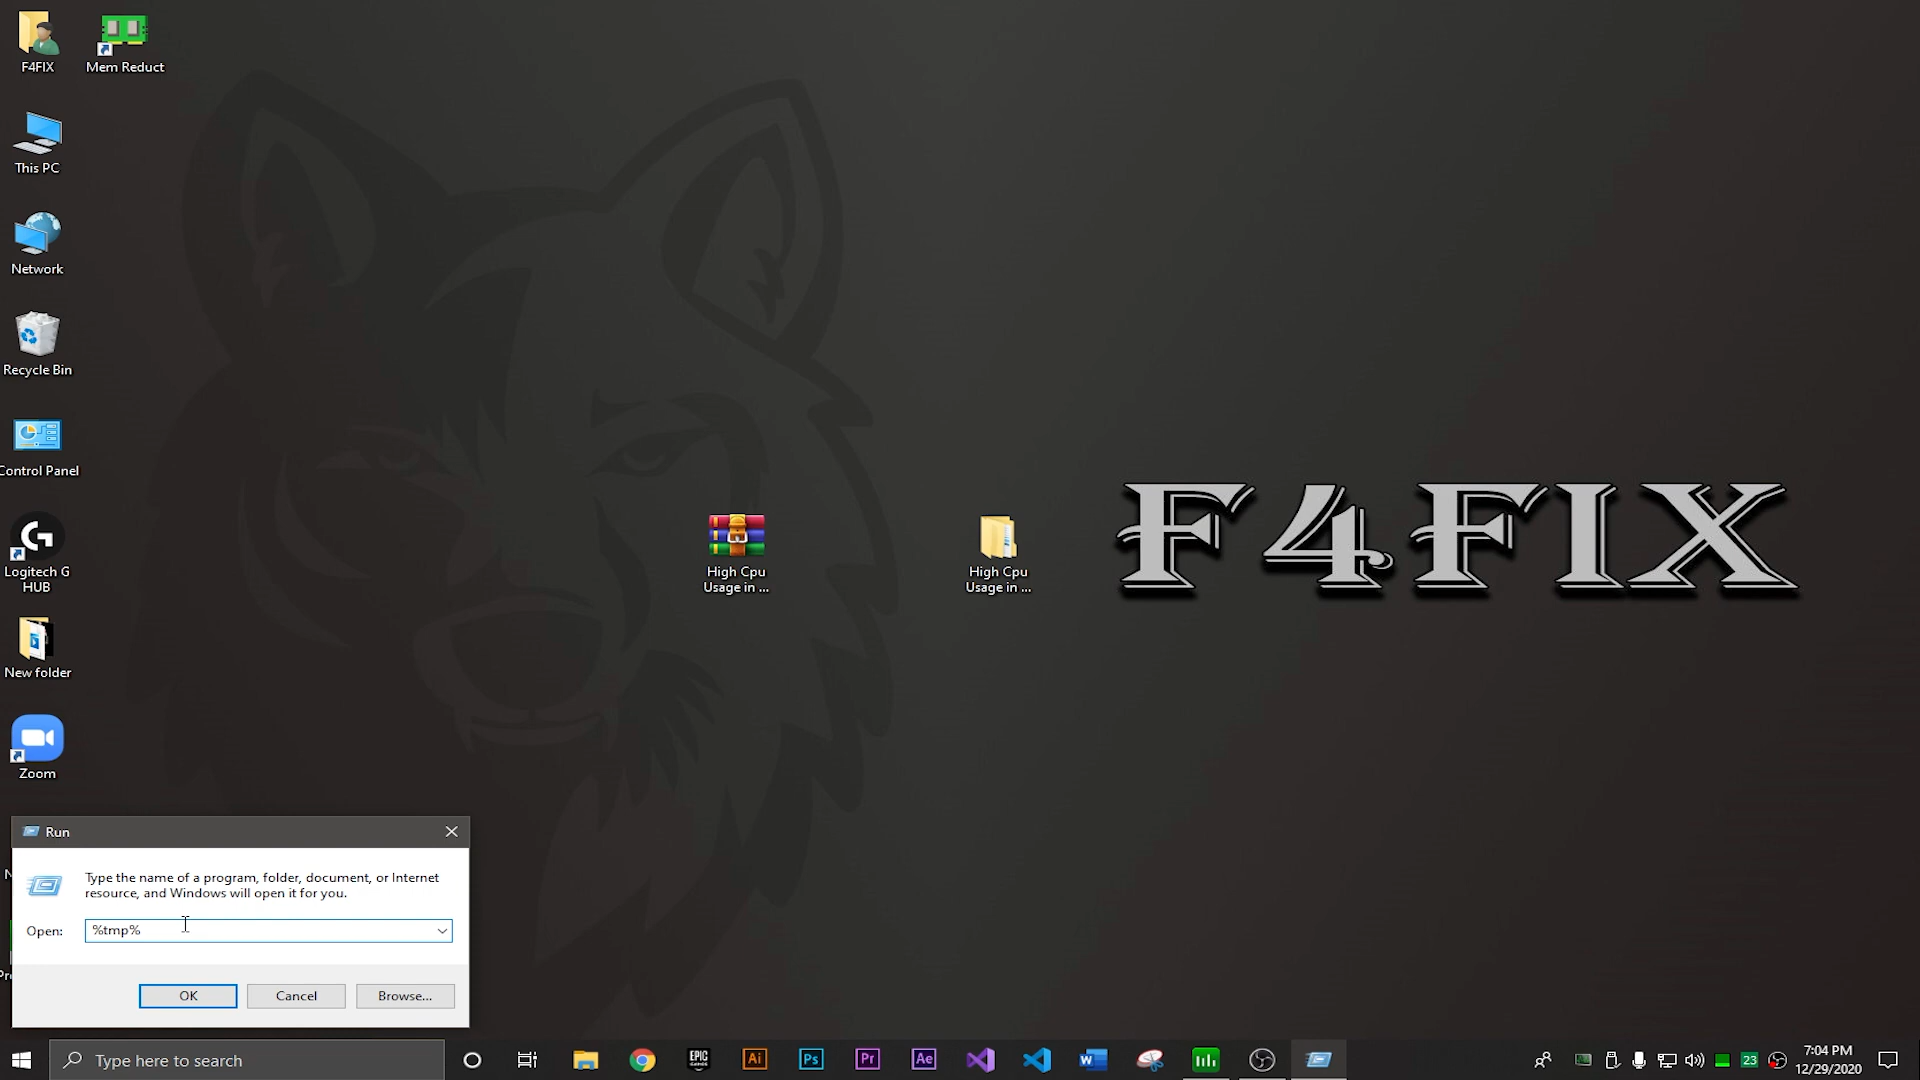 F4FIX
Mem Reduct
This PC
Network
Recycle Bin
Control Panel
Logitech G
HUB
New folder
Zoom
High Cpu
Usage in ...
High Cpu
Usage in ...
F4FIX
Run
Type the name of a program, folder, document, or Internet
resource, and Windows will open it for you.
Open:
%tmp%
OK
Cancel
Browse...
Type here to search
EPIC
GAMES
Ai
Ps
Pr
Ae
W
23
7:04 PM
12/29/2020